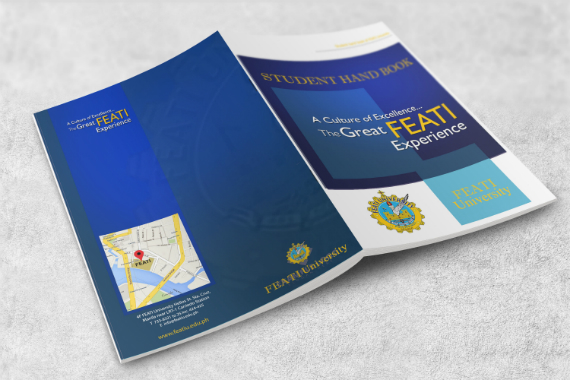 A Culture of Excellence...
The Great FEATI
Experience
FEATI
www.featiu.edu.ph
FEATI University
STUDENT HAND BOOK
A Culture of Excellence...
The Great FEATI
Experience
FEATI
University